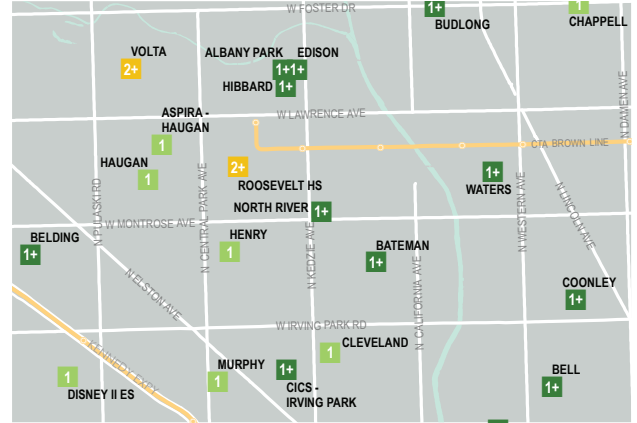 W FOSTER DR
1+
BUDLONG
1
CHAPPELL
VOLTA
2+
ALBANY PARK
EDISON
1+1+
HIBBARD
1+
N DAMEN AVE
ASPIRA -
HAUGAN
1
W LAWRENCE AVE
CTA BROWN LINE
HAUGAN
1
2+
ROOSEVELT HS
1+
WATERS
N PULASKI RD
N CENTRAL PARK AVE
N WESTERN AVE
N LINCOLN AVE
NORTH RIVER
1+
W MONTROSE AVE
BELDING
1+
HENRY
1
N KEDZIE AVE
BATEMAN
1+
N CALIFORNIA AVE
N ELSTON AVE
COONLEY
1+
W IRVING PARK RD
KENNEDY EXPY
CLEVELAND
1
MURPHY
1
1+
CICS -
IRVING PARK
1
DISNEY II ES
BELL
1+